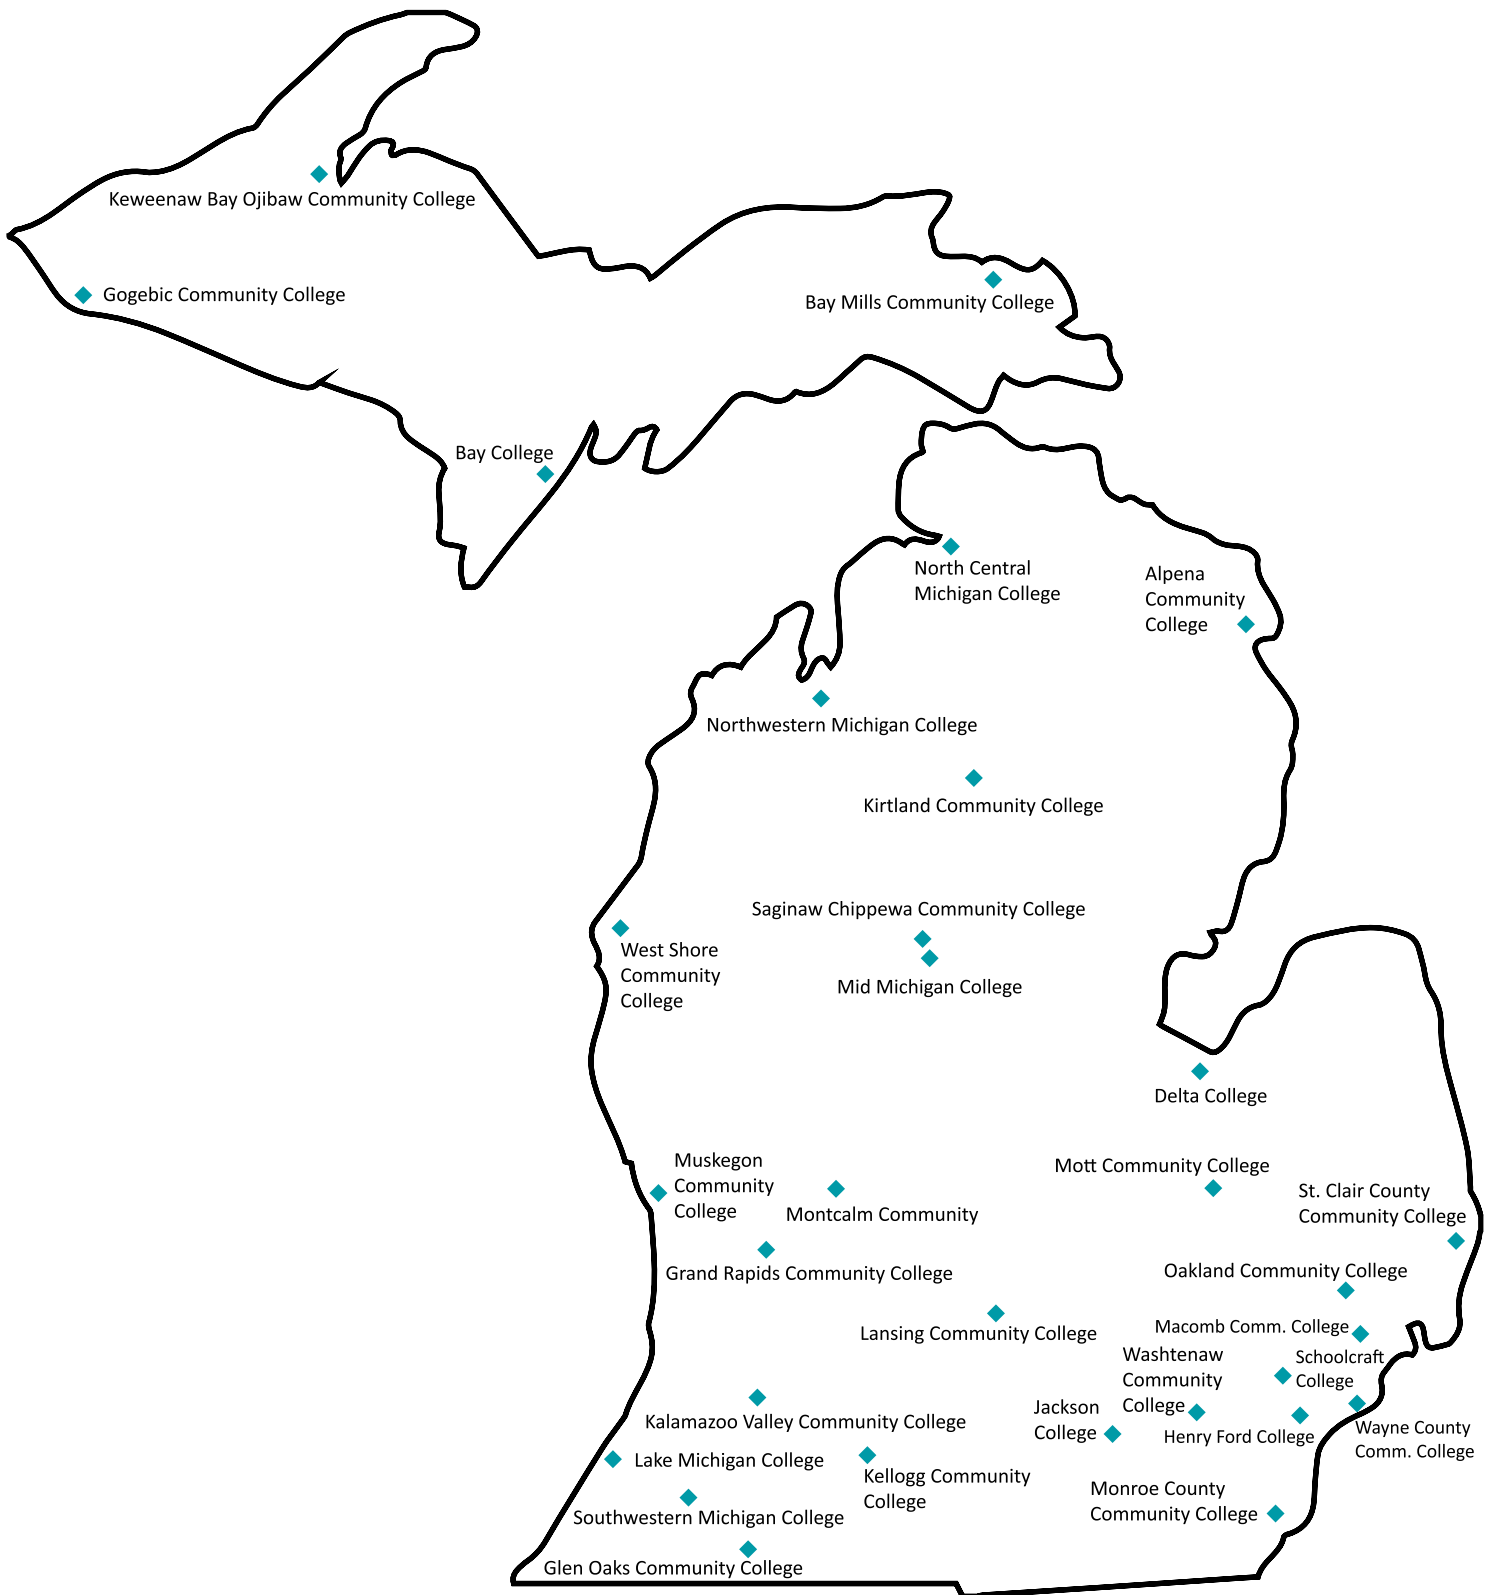 Keweenaw Bay Ojibaw Community College
Gogebic Community College
Bay Mills Community College
Bay College
North Central
Michigan College
Alpena
Community
College
Northwestern Michigan College
Kirtland Community College
Saginaw Chippewa Community College
West Shore
Community
College
Mid Michigan College
Delta College
Muskegon
Community
College
Montcalm Community
Mott Community College
St. Clair County
Community College
Grand Rapids Community College
Oakland Community College
Lansing Community College
Macomb Comm. College
Washtenaw
Community
College
Schoolcraft
College
Jackson
College
Henry Ford College
Wayne County
Comm. College
Kalamazoo Valley Community College
Lake Michigan College
Kellogg Community
College
Monroe County
Community College
Southwestern Michigan College
Glen Oaks Community College